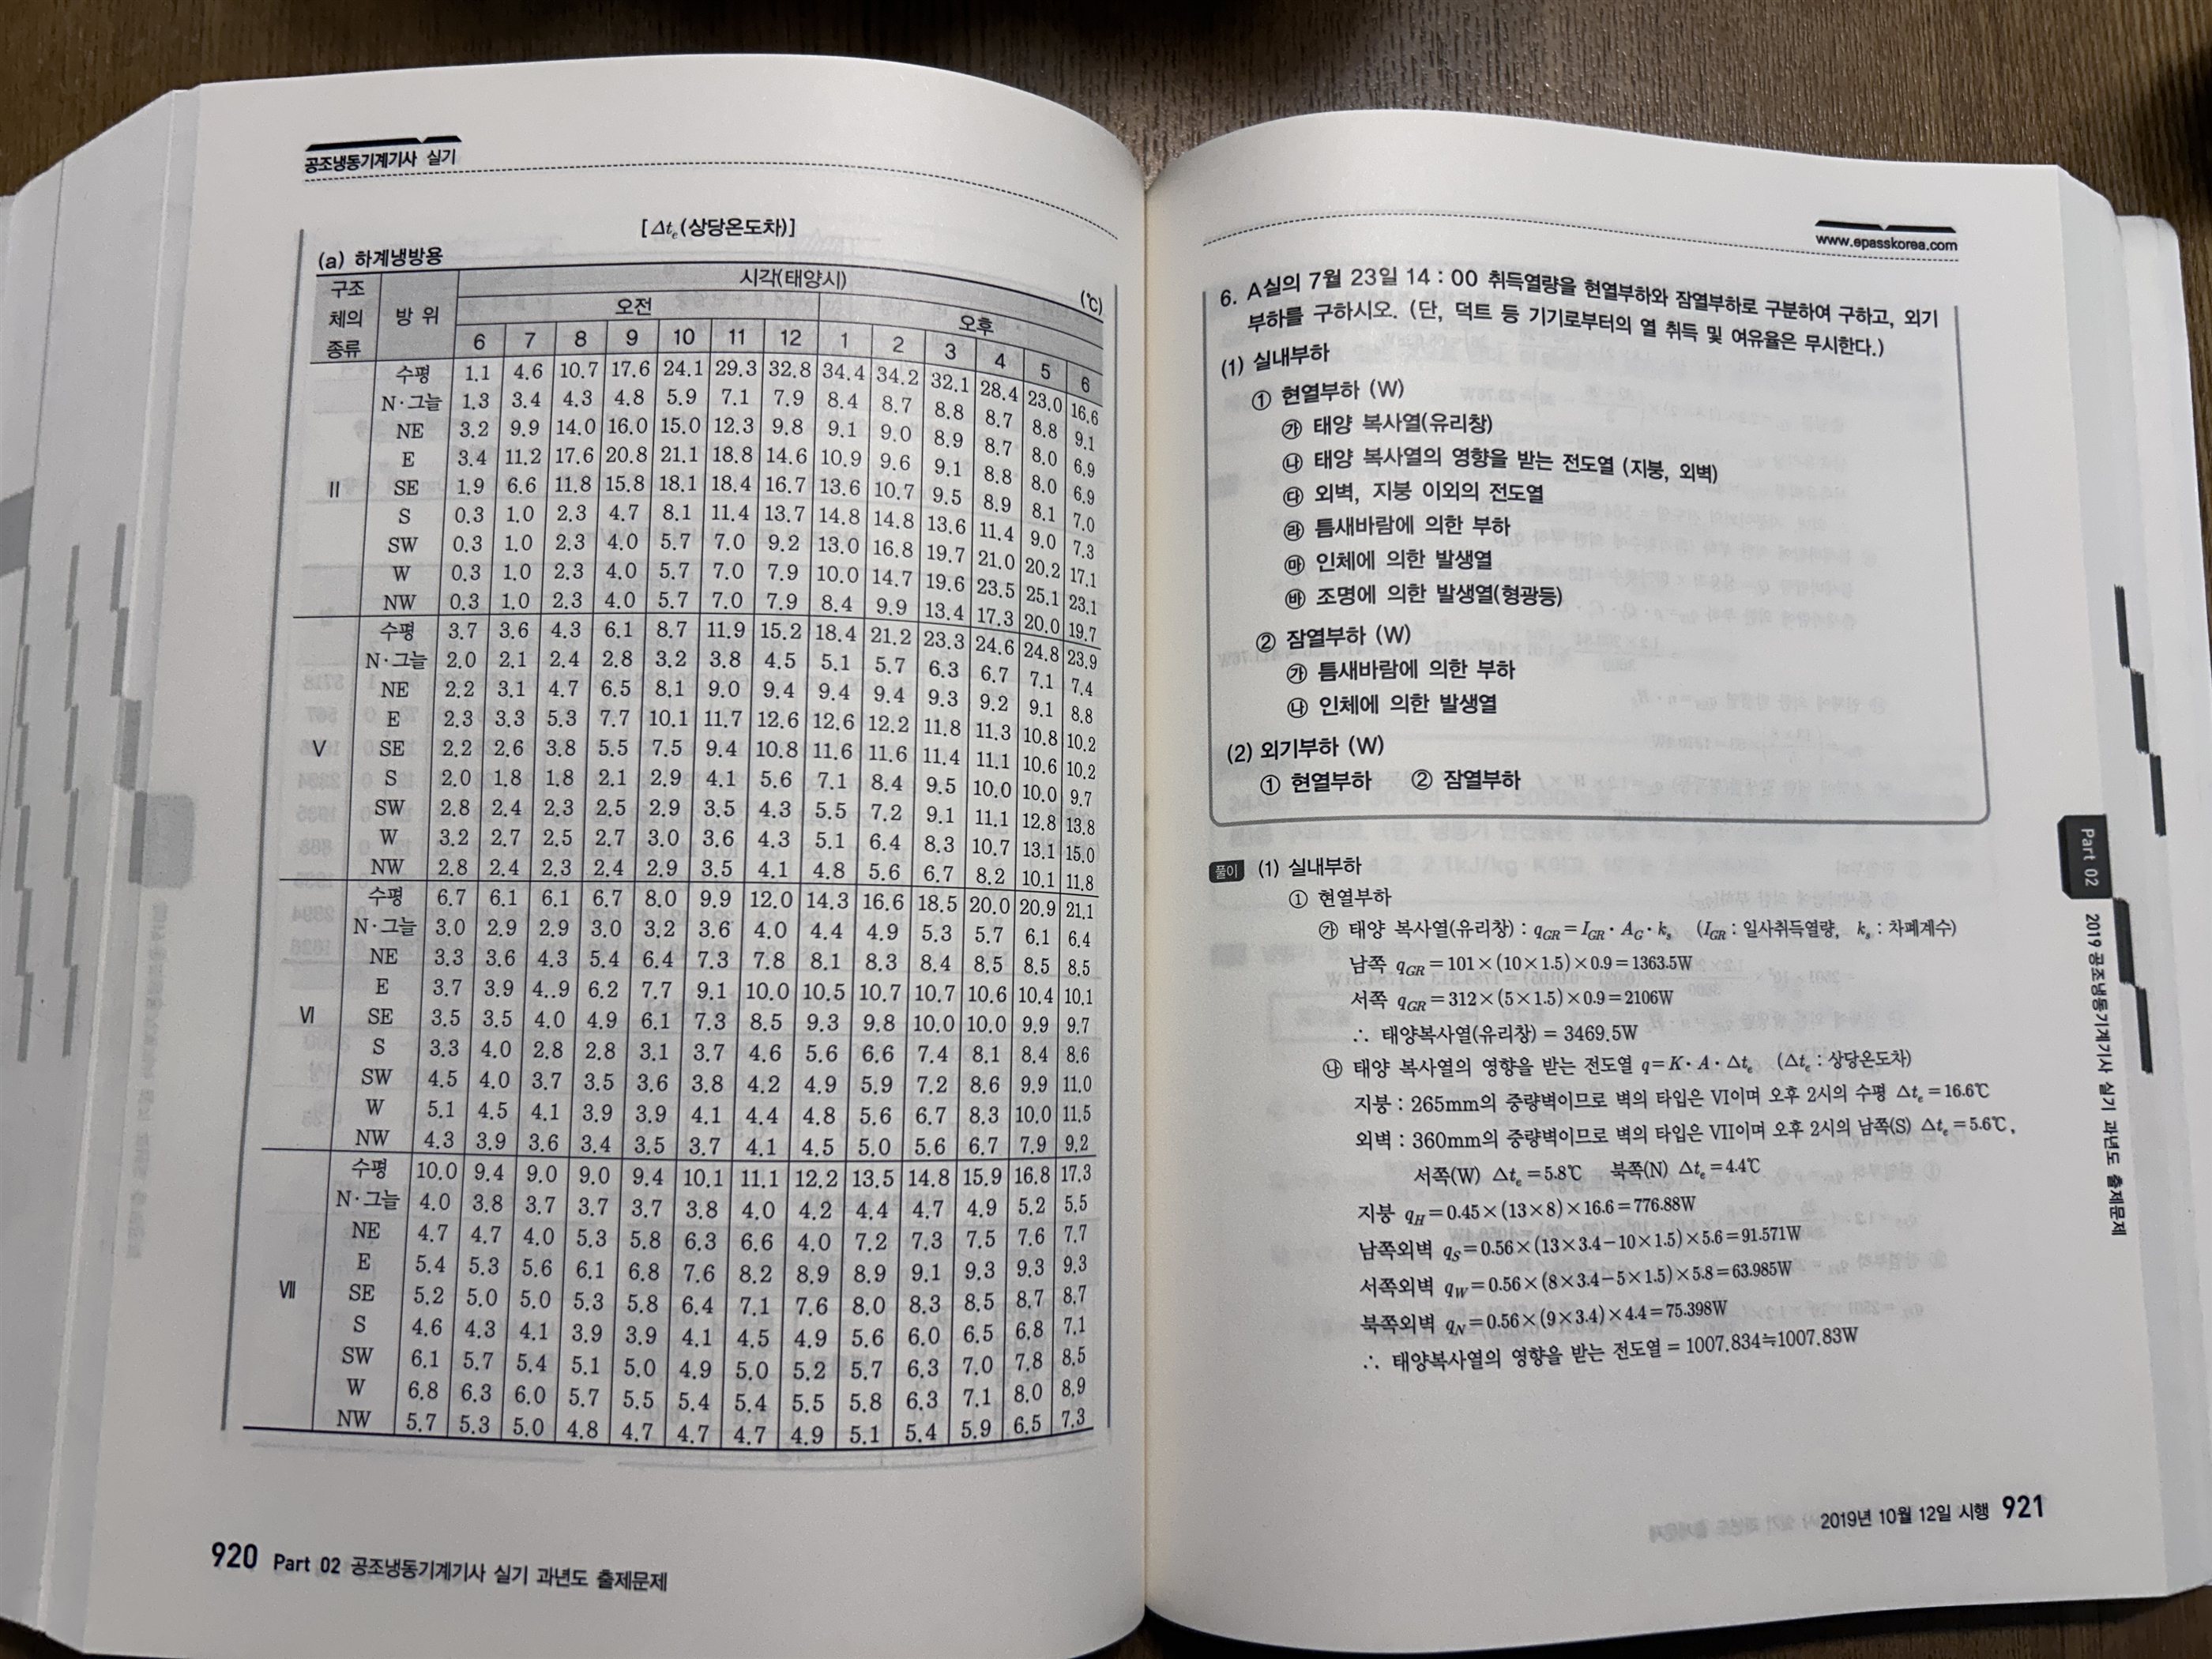 공조냉동기계기사 실기
[Δtₑ(상당온도차)]
(a) 하계냉방용
(℃)
구조체의 종류 방 위 시각(태양시)
오전 오후
6 7 8 9 10 11 12 1 2 3 4 5 6
II
수평 1.1 4.6 10.7 17.6 24.1 29.3 32.8 34.4 34.2 32.1 28.4 23.0 16.6
N·그늘 1.3 3.4 4.3 4.8 5.9 7.1 7.9 8.4 8.7 8.8 8.7 8.8 9.1
NE 3.2 9.9 14.0 16.0 15.0 12.3 9.8 9.1 9.0 8.9 8.7 8.0 6.9
E 3.4 11.2 17.6 20.8 21.1 18.8 14.6 10.9 9.6 9.1 8.8 8.0 6.9
SE 1.9 6.6 11.8 15.8 18.1 18.4 16.7 13.6 10.7 9.5 8.9 8.1 7.0
S 0.3 1.0 2.3 4.7 8.1 11.4 13.7 14.8 14.8 13.6 11.4 9.0 7.3
SW 0.3 1.0 2.3 4.0 5.7 7.0 9.2 13.0 16.8 19.7 21.0 20.2 17.1
W 0.3 1.0 2.3 4.0 5.7 7.0 7.9 10.0 14.7 19.6 23.5 25.1 23.1
NW 0.3 1.0 2.3 4.0 5.7 7.0 7.9 8.4 9.9 13.4 17.3 20.0 19.7
V
수평 3.7 3.6 4.3 6.1 8.7 11.9 15.2 18.4 21.2 23.3 24.6 24.8 23.9
N·그늘 2.0 2.1 2.4 2.8 3.2 3.8 4.5 5.1 5.7 6.3 6.7 7.1 7.4
NE 2.2 3.1 4.7 6.5 8.1 9.0 9.4 9.4 9.4 9.3 9.2 9.1 8.8
E 2.3 3.3 5.3 7.7 10.1 11.7 12.6 12.6 12.2 11.8 11.3 10.8 10.2
SE 2.2 2.6 3.8 5.5 7.5 9.4 10.8 11.6 11.6 11.4 11.1 10.6 10.2
S 2.0 1.8 1.8 2.1 2.9 4.1 5.6 7.1 8.4 9.5 10.0 10.0 9.7
SW 2.8 2.4 2.3 2.5 2.9 3.5 4.3 5.5 7.2 9.1 11.1 12.8 13.8
W 3.2 2.7 2.5 2.7 3.0 3.6 4.3 5.1 6.4 8.3 10.7 13.1 15.0
NW 2.8 2.4 2.3 2.4 2.9 3.5 4.1 4.8 5.6 6.7 8.2 10.1 11.8
VI
수평 6.7 6.1 6.1 6.7 8.0 9.9 12.0 14.3 16.6 18.5 20.0 20.9 21.1
N·그늘 3.0 2.9 2.9 3.0 3.2 3.6 4.0 4.4 4.9 5.3 5.7 6.1 6.4
NE 3.3 3.6 4.3 5.4 6.4 7.3 7.8 8.1 8.3 8.4 8.5 8.5 8.5
E 3.7 3.9 4..9 6.2 7.7 9.1 10.0 10.5 10.7 10.7 10.6 10.4 10.1
SE 3.5 3.5 4.0 4.9 6.1 7.3 8.5 9.3 9.8 10.0 10.0 9.9 9.7
S 3.3 4.0 2.8 2.8 3.1 3.7 4.6 5.6 6.6 7.4 8.1 8.4 8.6
SW 4.5 4.0 3.7 3.5 3.6 3.8 4.2 4.9 5.9 7.2 8.6 9.9 11.0
W 5.1 4.5 4.1 3.9 3.9 4.1 4.4 4.8 5.6 6.7 8.3 10.0 11.5
NW 4.3 3.9 3.6 3.4 3.5 3.7 4.1 4.5 5.0 5.6 6.7 7.9 9.2
VII
수평 10.0 9.4 9.0 9.0 9.4 10.1 11.1 12.2 13.5 14.8 15.9 16.8 17.3
N·그늘 4.0 3.8 3.7 3.7 3.7 3.8 4.0 4.2 4.4 4.7 4.9 5.2 5.5
NE 4.7 4.7 4.0 5.3 5.8 6.3 6.6 4.0 7.2 7.3 7.5 7.6 7.7
E 5.4 5.3 5.6 6.1 6.8 7.6 8.2 8.9 8.9 9.1 9.3 9.3 9.3
SE 5.2 5.0 5.0 5.3 5.8 6.4 7.1 7.6 8.0 8.3 8.5 8.7 8.7
S 4.6 4.3 4.1 3.9 3.9 4.1 4.5 4.9 5.6 6.0 6.5 6.8 7.1
SW 6.1 5.7 5.4 5.1 5.0 4.9 5.0 5.2 5.7 6.3 7.0 7.8 8.5
W 6.8 6.3 6.0 5.7 5.5 5.4 5.4 5.5 5.8 6.3 7.1 8.0 8.9
NW 5.7 5.3 5.0 4.8 4.7 4.7 4.7 4.9 5.1 5.4 5.9 6.5 7.3
920 Part 02 공조냉동기계기사 실기 과년도 출제문제
www.epasskorea.com
6. A실의 7월 23일 14 : 00 취득열량을 현열부하와 잠열부하로 구분하여 구하고, 외기
부하를 구하시오. (단, 덕트 등 기기로부터의 열 취득 및 여유율은 무시한다.)
(1) 실내부하
① 현열부하 (W)
㉮ 태양 복사열(유리창)
㉯ 태양 복사열의 영향을 받는 전도열 (지붕, 외벽)
㉰ 외벽, 지붕 이외의 전도열
㉱ 틈새바람에 의한 부하
㉲ 인체에 의한 발생열
㉳ 조명에 의한 발생열(형광등)
② 잠열부하 (W)
㉮ 틈새바람에 의한 부하
㉯ 인체에 의한 발생열
(2) 외기부하 (W)
① 현열부하 ② 잠열부하
풀이 (1) 실내부하
① 현열부하
㉮ 태양 복사열(유리창) : q_GR = I_GR · A_G · k_s (I_GR : 일사취득열량, k_s : 차폐계수)
남쪽 q_GR = 101×(10×1.5)×0.9 = 1363.5W
서쪽 q_GR = 312×(5×1.5)×0.9 = 2106W
∴ 태양복사열(유리창) = 3469.5W
㉯ 태양 복사열의 영향을 받는 전도열 q = K · A · Δtₑ (Δtₑ : 상당온도차)
지붕 : 265mm의 중량벽이므로 벽의 타입은 VI이며 오후 2시의 수평 Δtₑ = 16.6℃
외벽 : 360mm의 중량벽이므로 벽의 타입은 VII이며 오후 2시의 남쪽(S) Δtₑ = 5.6℃,
서쪽(W) Δtₑ = 5.8℃ 북쪽(N) Δtₑ = 4.4℃
지붕 q_H = 0.45×(13×8)×16.6 = 776.88W
남쪽외벽 q_S = 0.56×(13×3.4−10×1.5)×5.6 = 91.571W
서쪽외벽 q_W = 0.56×(8×3.4−5×1.5)×5.8 = 63.985W
북쪽외벽 q_N = 0.56×(9×3.4)×4.4 = 75.398W
∴ 태양복사열의 영향을 받는 전도열 = 1007.834≒1007.83W
Part 02 2019 공조냉동기계기사 실기 과년도 출제문제
2019년 10월 12일 시행 921